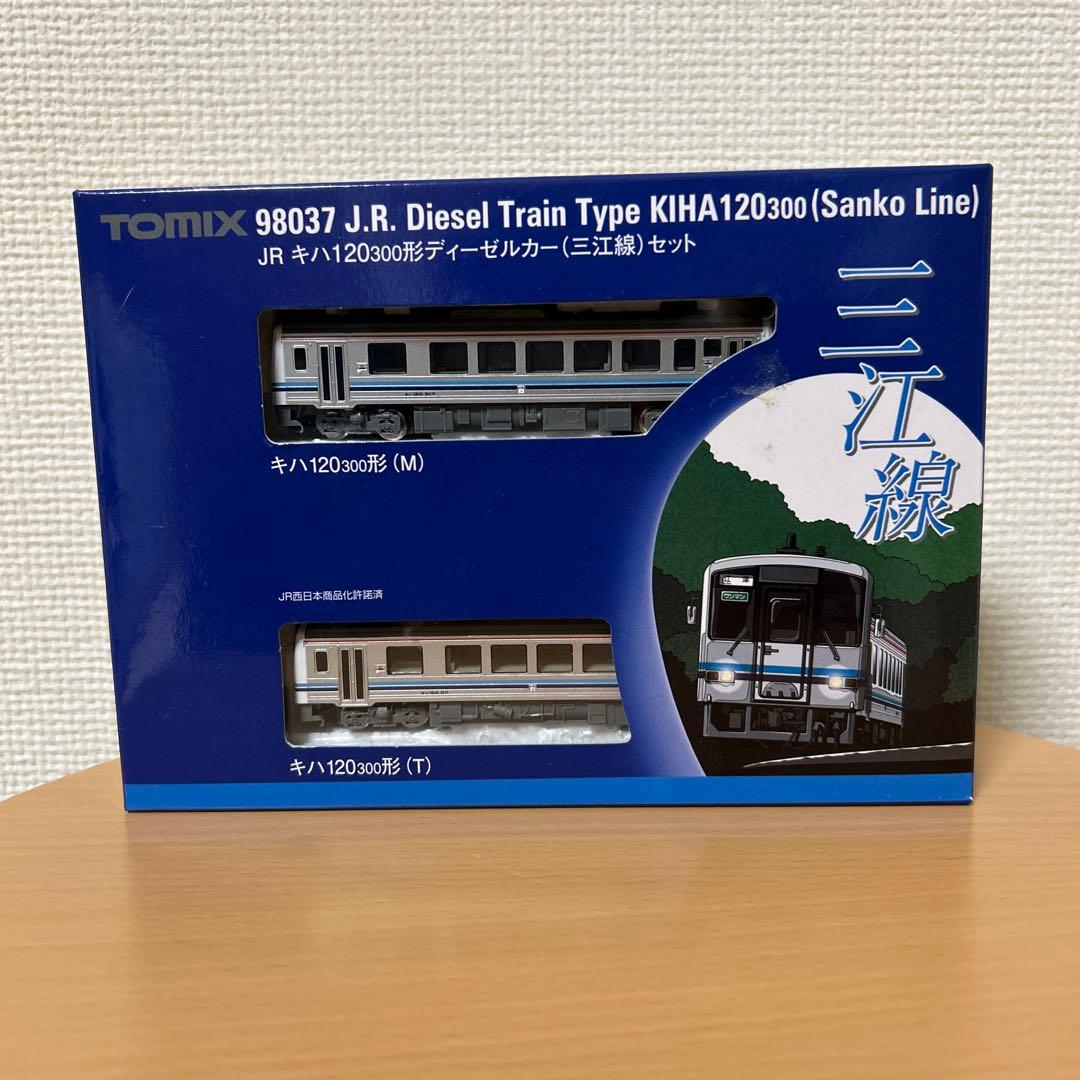 TOMIX 98037 J.R. Diesel Train Type KIHA120300 (Sanko Line)
JR キハ120300形ディーゼルカー(三江線)セット
三江線
キハ120300形(M)
ワンマン
JR西日本商品化許諾済
キハ120300形(T)